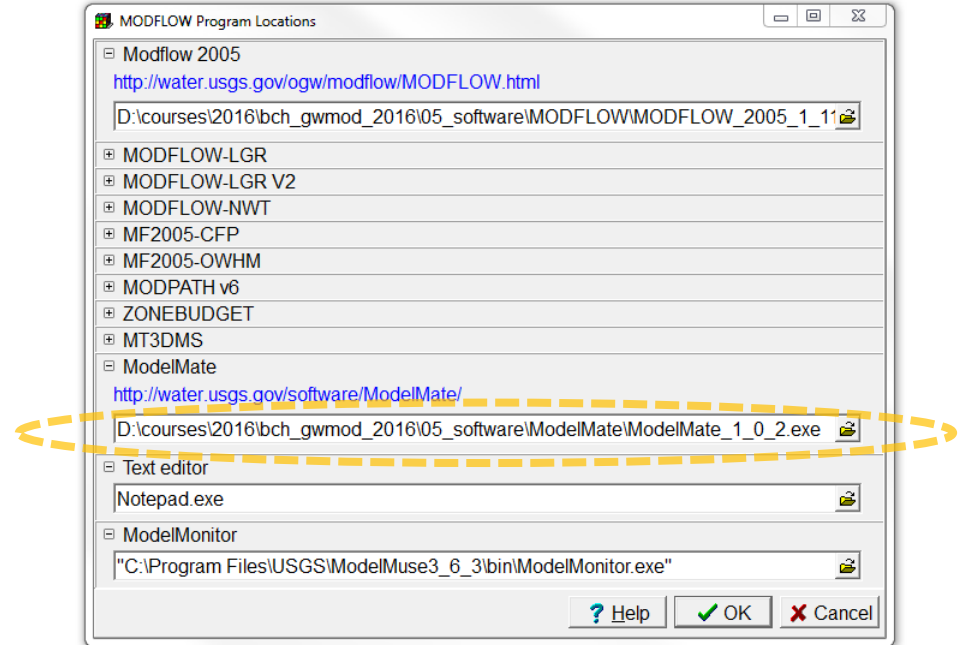 MODFLOW Program Locations
Modflow 2005
http://water.usgs.gov/ogw/modflow/MODFLOW.html
D:\courses\2016\bch_gwmod_2016\05_software\MODFLOW\MODFLOW_2005_1_11
MODFLOW-LGR
MODFLOW-LGR V2
MODFLOW-NWT
MF2005-CFP
MF2005-OWHM
MODPATH v6
ZONEBUDGET
MT3DMS
ModelMate
http://water.usgs.gov/software/ModelMate/
D:\courses\2016\bch_gwmod_2016\05_software\ModelMate\ModelMate_1_0_2.exe
Text editor
Notepad.exe
ModelMonitor
"C:\Program Files\USGS\ModelMuse3_6_3\bin\ModelMonitor.exe"
Help OK Cancel